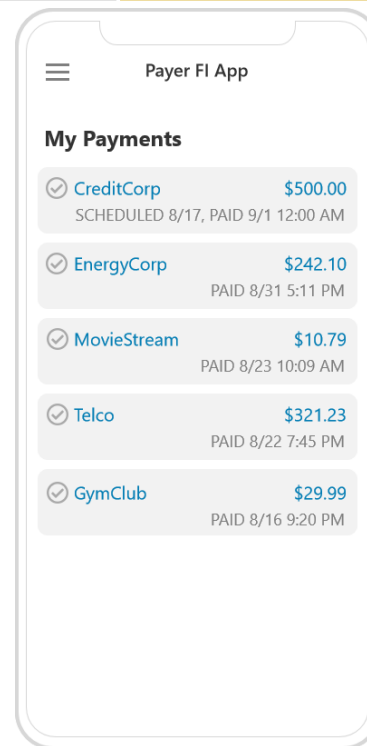 Payer FI App
My Payments
CreditCorp $500.00
SCHEDULED 8/17, PAID 9/1 12:00 AM
EnergyCorp $242.10
PAID 8/31 5:11 PM
MovieStream $10.79
PAID 8/23 10:09 AM
Telco $321.23
PAID 8/22 7:45 PM
GymClub $29.99
PAID 8/16 9:20 PM